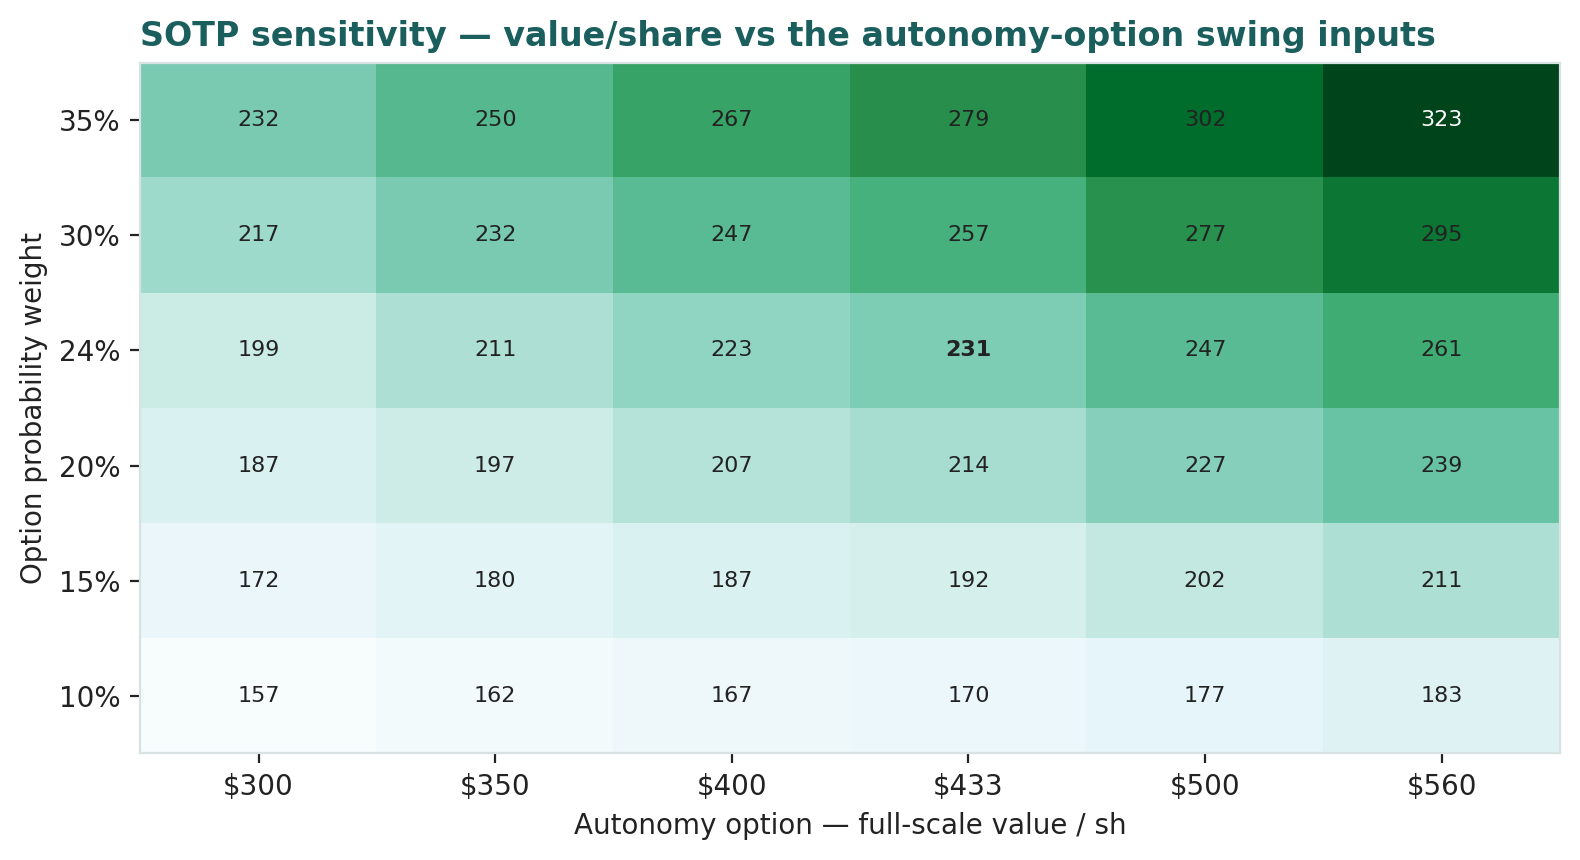 SOTP sensitivity — value/share vs the autonomy-option swing inputs
Option probability weight
35% 232 250 267 279 302 323
30% 217 232 247 257 277 295
24% 199 211 223 231 247 261
20% 187 197 207 214 227 239
15% 172 180 187 192 202 211
10% 157 162 167 170 177 183
$300 $350 $400 $433 $500 $560
Autonomy option — full-scale value / sh